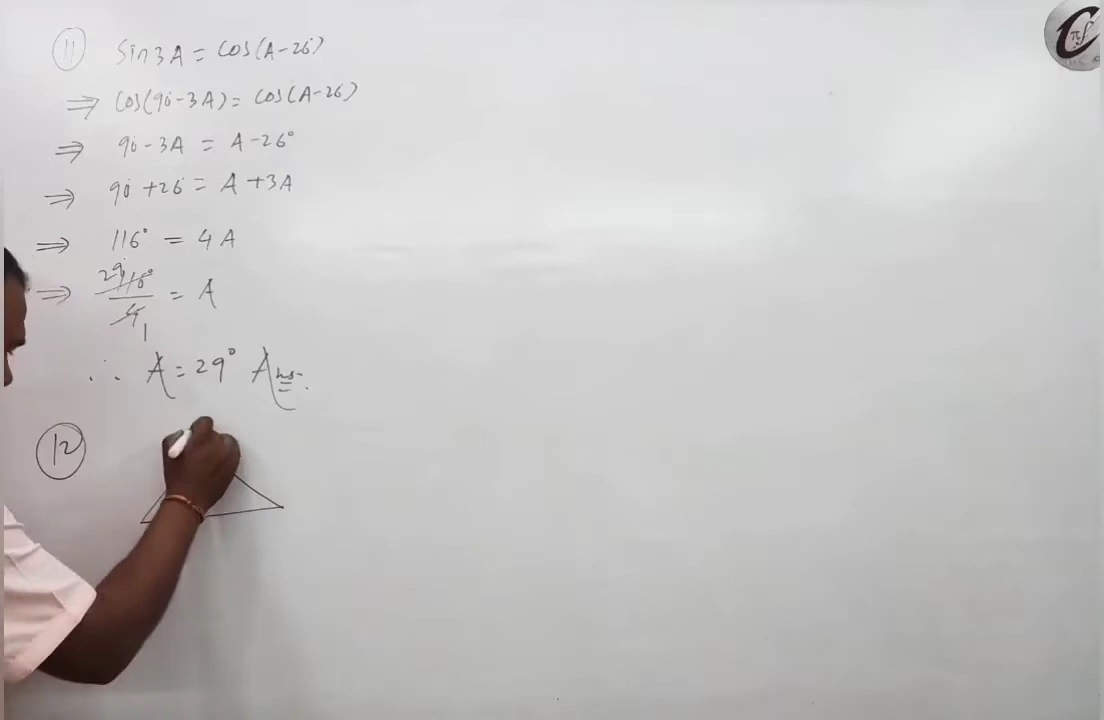 11 Sin 3A = Cos(A-26°)
⇒ Cos(90°-3A) = Cos(A-26°)
⇒ 90°-3A = A-26°
⇒ 90° + 26° = A + 3A
⇒ 116° = 4A
⇒ 29° 116° / 4 1 = A
∴ A = 29° Ans.
12